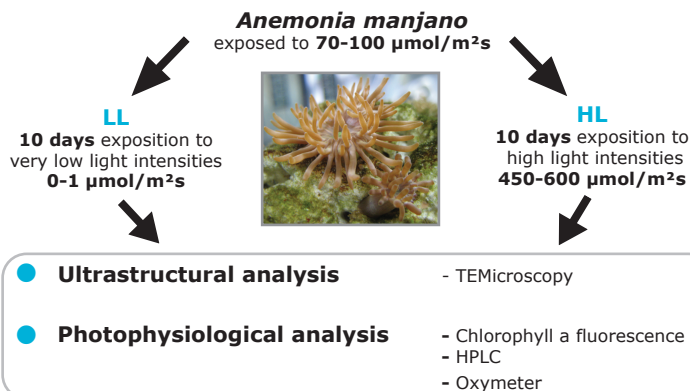 Anemonia manjano
exposed to 70-100 µmol/m²s
LL
10 days exposition to
very low light intensities
0-1 µmol/m²s
HL
10 days exposition to
high light intensities
450-600 µmol/m²s
Ultrastructural analysis - TEMicroscopy
Photophysiological analysis - Chlorophyll a fluorescence
- HPLC
- Oxymeter